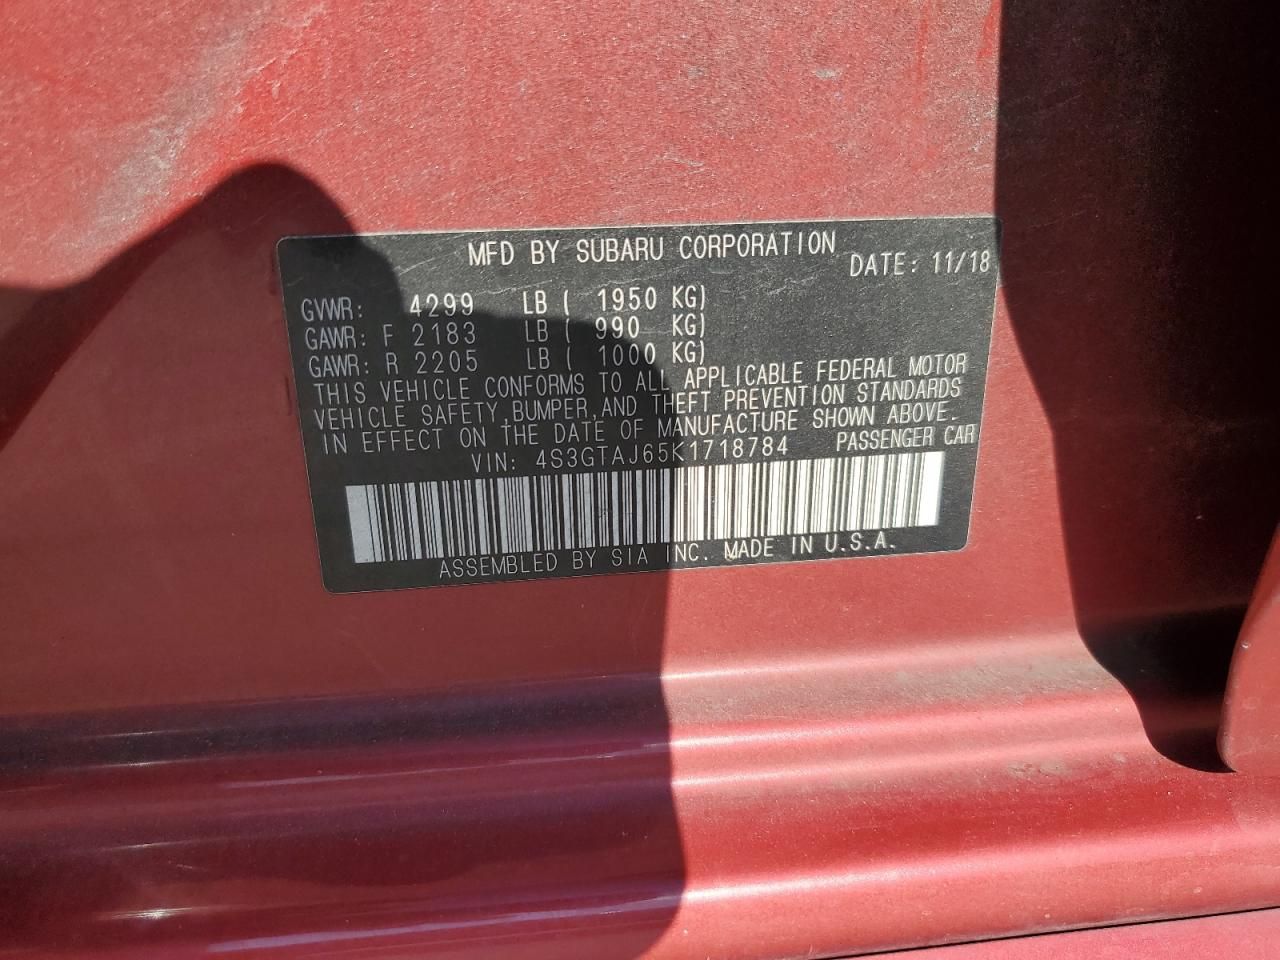 MFD BY SUBARU CORPORATION
DATE: 11/18
GVWR: 4299 LB ( 1950 KG)
GAWR: F 2183 LB ( 990 KG)
GAWR: R 2205 LB ( 1000 KG)
THIS VEHICLE CONFORMS TO ALL APPLICABLE FEDERAL MOTOR
VEHICLE SAFETY,BUMPER,AND THEFT PREVENTION STANDARDS
IN EFFECT ON THE DATE OF MANUFACTURE SHOWN ABOVE.
VIN: 4S3GTAJ65K1718784 PASSENGER CAR
ASSEMBLED BY SIA INC. MADE IN U.S.A.